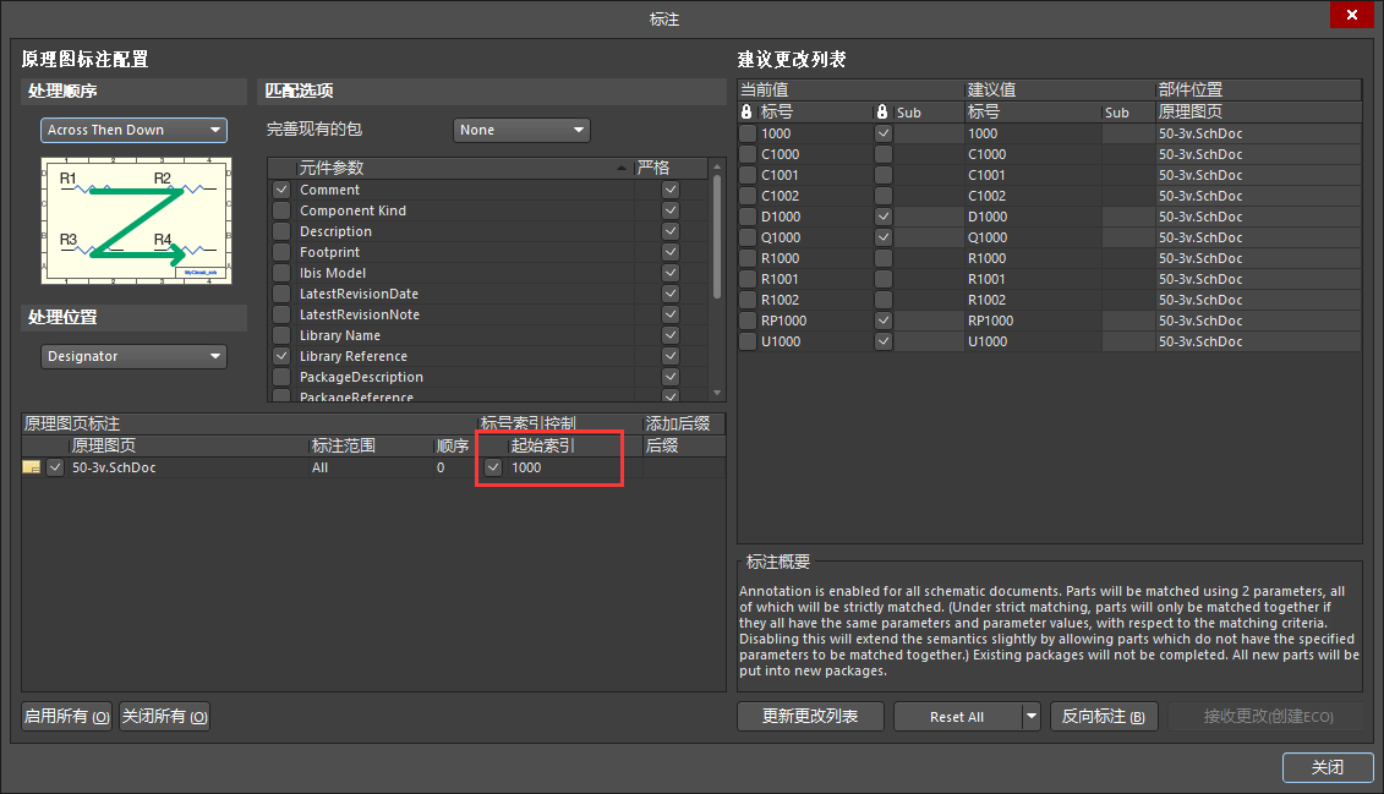 标注
原理图标注配置
处理顺序
Across Then Down
1 2 3 4
R1 R2
R3 R4
MyCircuit_sch
1 2 3 4
处理位置
Designator
匹配选项
完善现有的包 None
元件参数 严格
Comment
Component Kind
Description
Footprint
Ibis Model
LatestRevisionDate
LatestRevisionNote
Library Name
Library Reference
PackageDescription
PackageReference
原理图页标注 标号索引控制 添加后缀
原理图页 标注范围 顺序 起始索引 后缀
50-3v.SchDoc All 0 1000
启用所有 (O) 关闭所有 (O)
建议更改列表
当前值 建议值 部件位置
标号 Sub 标号 Sub 原理图页
1000 1000 50-3v.SchDoc
C1000 C1000 50-3v.SchDoc
C1001 C1001 50-3v.SchDoc
C1002 C1002 50-3v.SchDoc
D1000 D1000 50-3v.SchDoc
Q1000 Q1000 50-3v.SchDoc
R1000 R1000 50-3v.SchDoc
R1001 R1001 50-3v.SchDoc
R1002 R1002 50-3v.SchDoc
RP1000 RP1000 50-3v.SchDoc
U1000 U1000 50-3v.SchDoc
标注概要
Annotation is enabled for all schematic documents. Parts will be matched using 2 parameters, all
of which will be strictly matched. (Under strict matching, parts will only be matched together if
they all have the same parameters and parameter values, with respect to the matching criteria.
Disabling this will extend the semantics slightly by allowing parts which do not have the specified
parameters to be matched together.) Existing packages will not be completed. All new parts will be
put into new packages.
更新更改列表 Reset All 反向标注 (B) 接收更改(创建ECO)
关闭